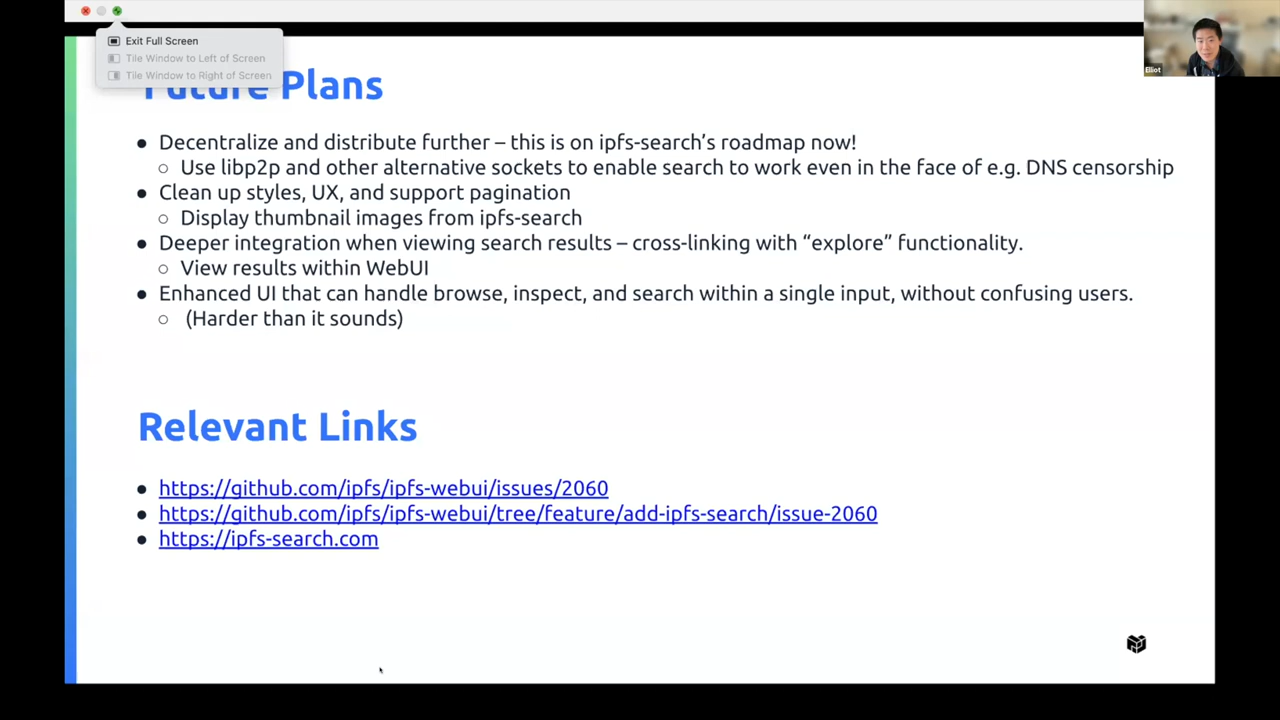 Exit Full Screen
Tile Window to Left of Screen
Tile Window to Right of Screen
Eliot
Future Plans
● Decentralize and distribute further – this is on ipfs-search’s roadmap now!
○ Use libp2p and other alternative sockets to enable search to work even in the face of e.g. DNS censorship
● Clean up styles, UX, and support pagination
○ Display thumbnail images from ipfs-search
● Deeper integration when viewing search results – cross-linking with “explore” functionality.
○ View results within WebUI
● Enhanced UI that can handle browse, inspect, and search within a single input, without confusing users.
○ (Harder than it sounds)
Relevant Links
● https://github.com/ipfs/ipfs-webui/issues/2060
● https://github.com/ipfs/ipfs-webui/tree/feature/add-ipfs-search/issue-2060
● https://ipfs-search.com